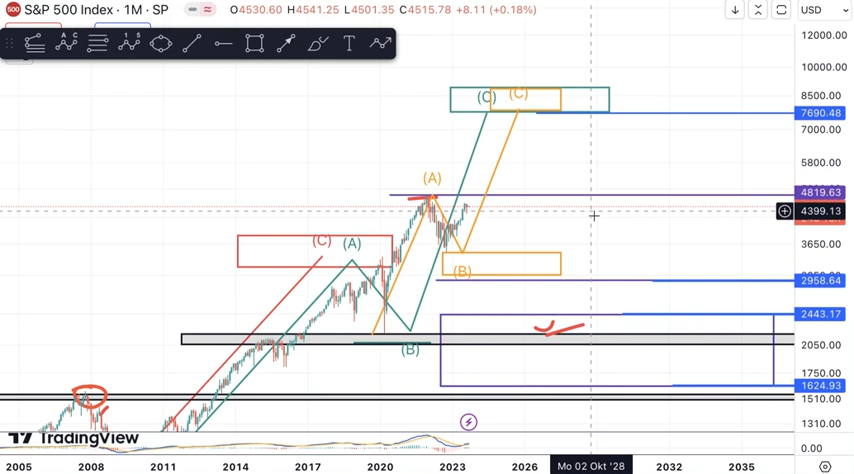 500 S&P 500 Index · 1M · SP
O4530.60 H4541.25 L4501.35 C4515.78 +8.11 (+0.18%)
USD
12000.00
10000.00
8500.00
7690.48
7000.00
5800.00
4819.63
4399.13
3650.00
2958.64
2443.17
2050.00
1624.93
1510.00
1310.00
0.00
(C) (C)
(A)
(C) (A)
(B)
(B)
TradingView
2005 2008 2011 2014 2017 2020 2023 2026 Mo 02 Okt '28 2032 2035